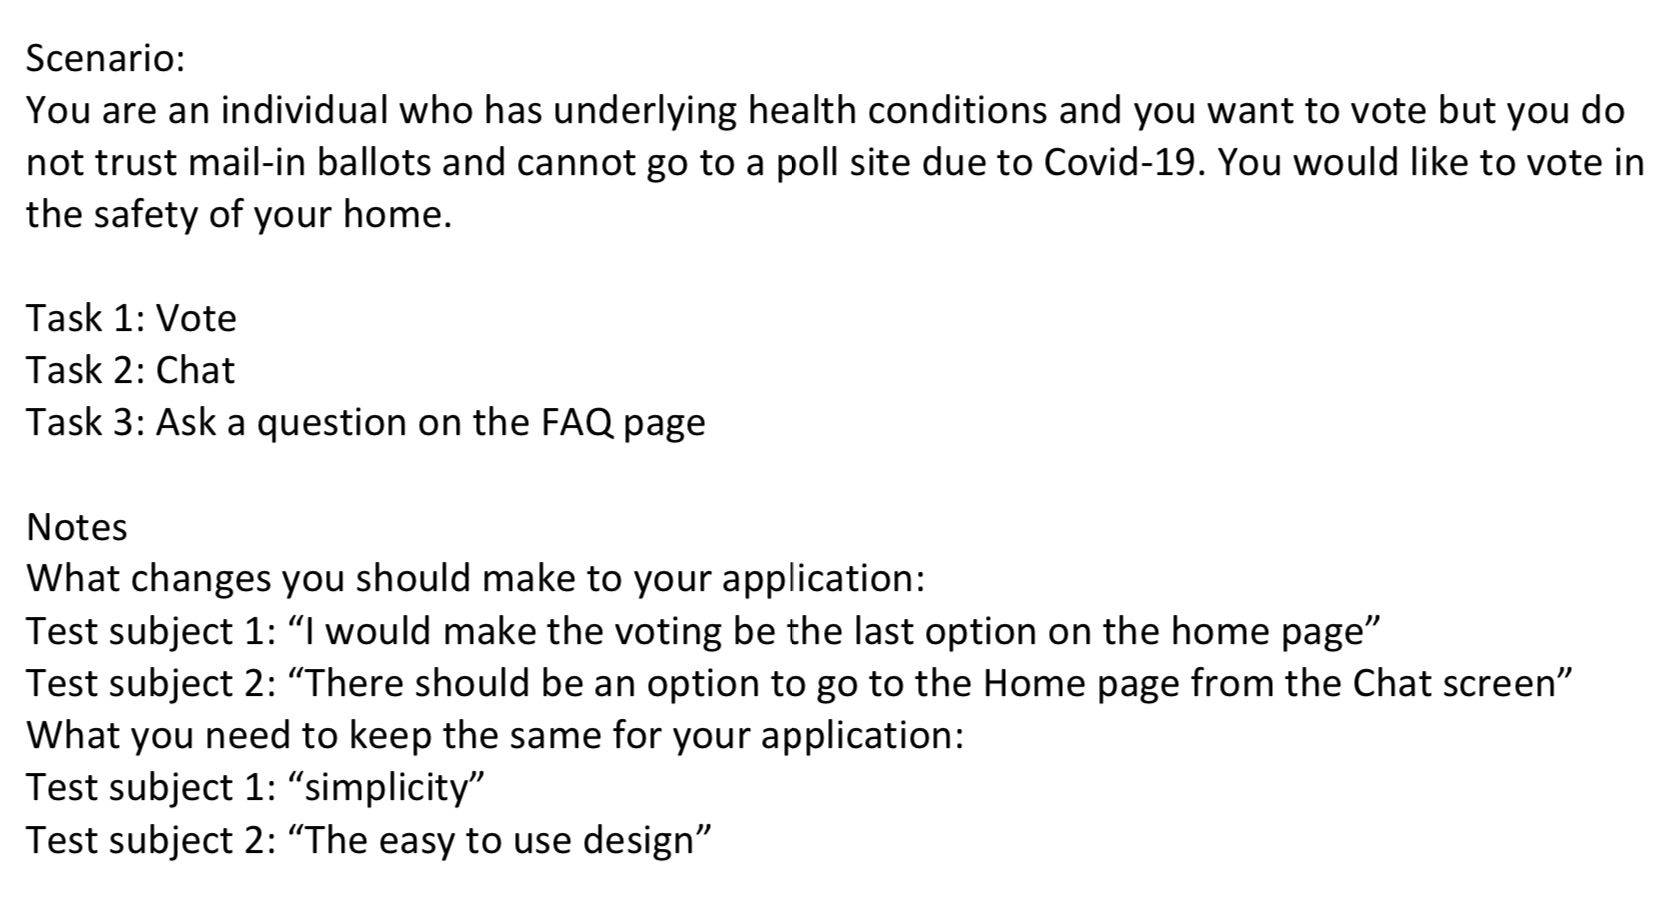 Scenario:
You are an individual who has underlying health conditions and you want to vote but you do
not trust mail-in ballots and cannot go to a poll site due to Covid-19. You would like to vote in
the safety of your home.
Task 1: Vote
Task 2: Chat
Task 3: Ask a question on the FAQ page
Notes
What changes you should make to your application:
Test subject 1: “I would make the voting be the last option on the home page”
Test subject 2: “There should be an option to go to the Home page from the Chat screen”
What you need to keep the same for your application:
Test subject 1: “simplicity”
Test subject 2: “The easy to use design”